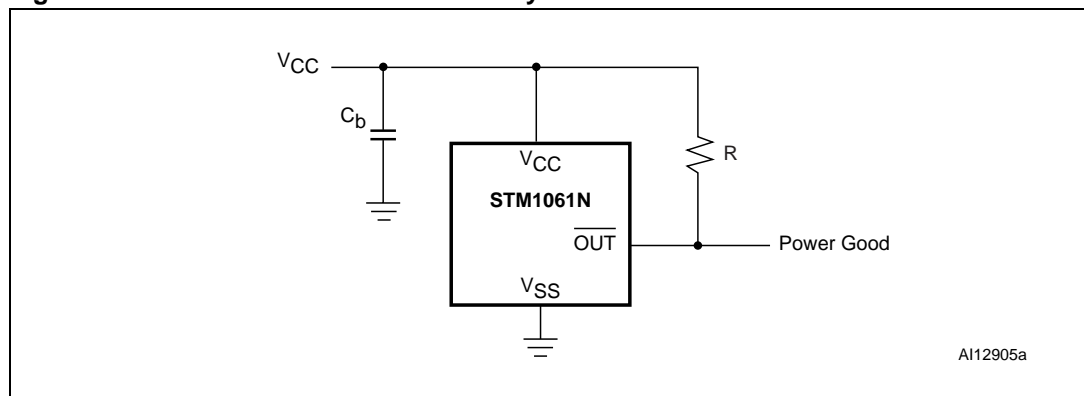 VCC
Cb
VCC
R
STM1061N
OUT
Power Good
VSS
AI12905a